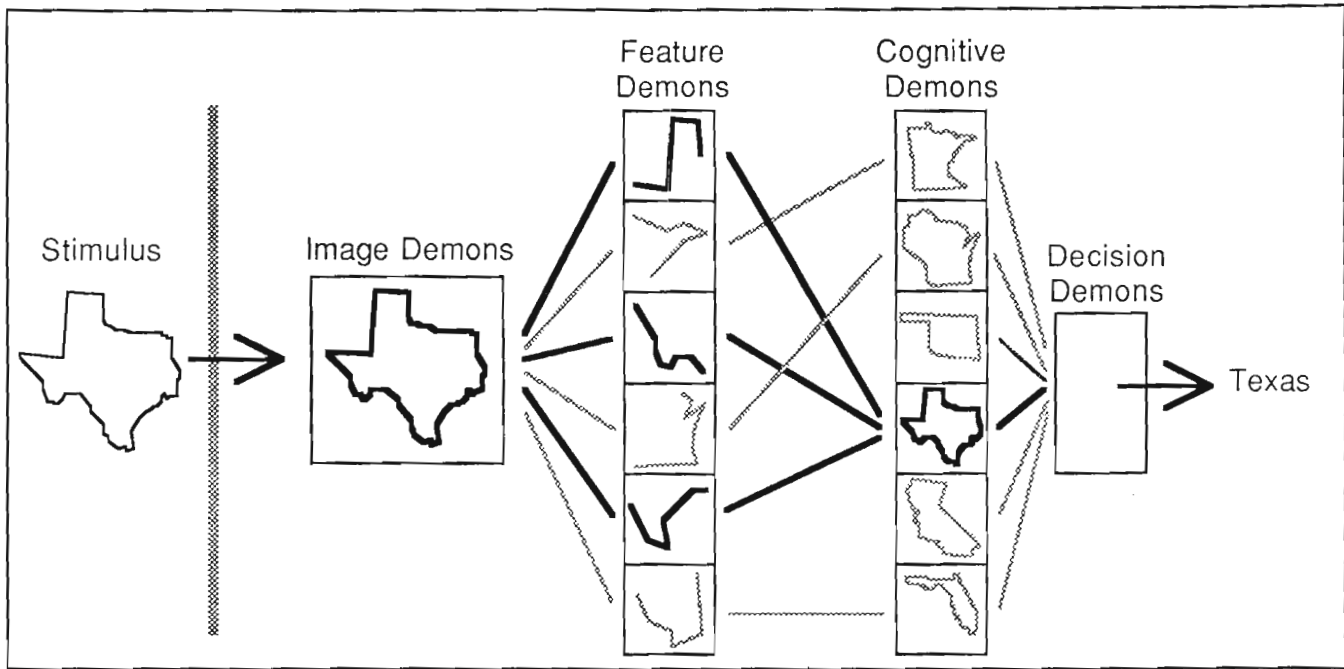 Feature
Demons
Cognitive
Demons
Stimulus
Image Demons
Decision
Demons
Texas